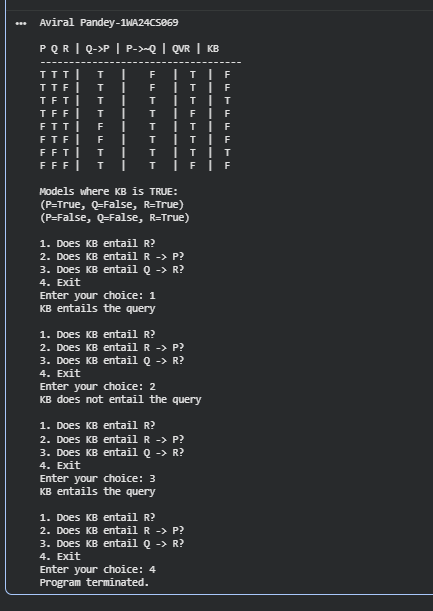 ••• Aviral Pandey-1WA24CS069
P Q R | Q->P | P->~Q | QVR | KB
----------------------------------
T T T | T | F | T | F
T T F | T | F | T | F
T F T | T | T | T | T
T F F | T | T | F | F
F T T | F | T | T | F
F T F | F | T | T | F
F F T | T | T | T | T
F F F | T | T | F | F
Models where KB is TRUE:
(P=True, Q=False, R=True)
(P=False, Q=False, R=True)
1. Does KB entail R?
2. Does KB entail R -> P?
3. Does KB entail Q -> R?
4. Exit
Enter your choice: 1
KB entails the query
1. Does KB entail R?
2. Does KB entail R -> P?
3. Does KB entail Q -> R?
4. Exit
Enter your choice: 2
KB does not entail the query
1. Does KB entail R?
2. Does KB entail R -> P?
3. Does KB entail Q -> R?
4. Exit
Enter your choice: 3
KB entails the query
1. Does KB entail R?
2. Does KB entail R -> P?
3. Does KB entail Q -> R?
4. Exit
Enter your choice: 4
Program terminated.